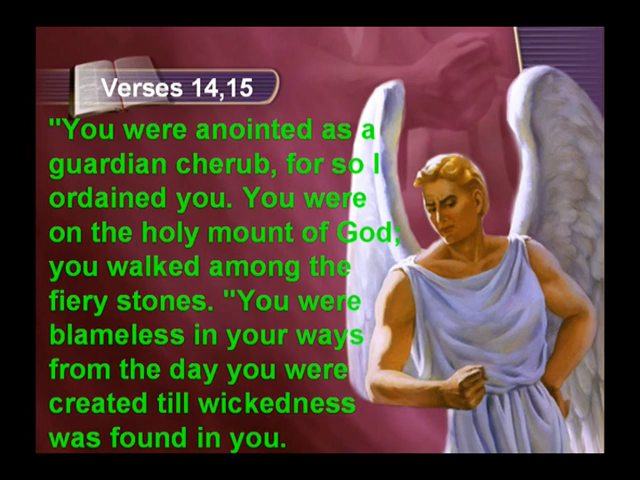 Verses 14,15
"You were anointed as a
guardian cherub, for so I
ordained you. You were
on the holy mount of God;
you walked among the
fiery stones. "You were
blameless in your ways
from the day you were
created till wickedness
was found in you.